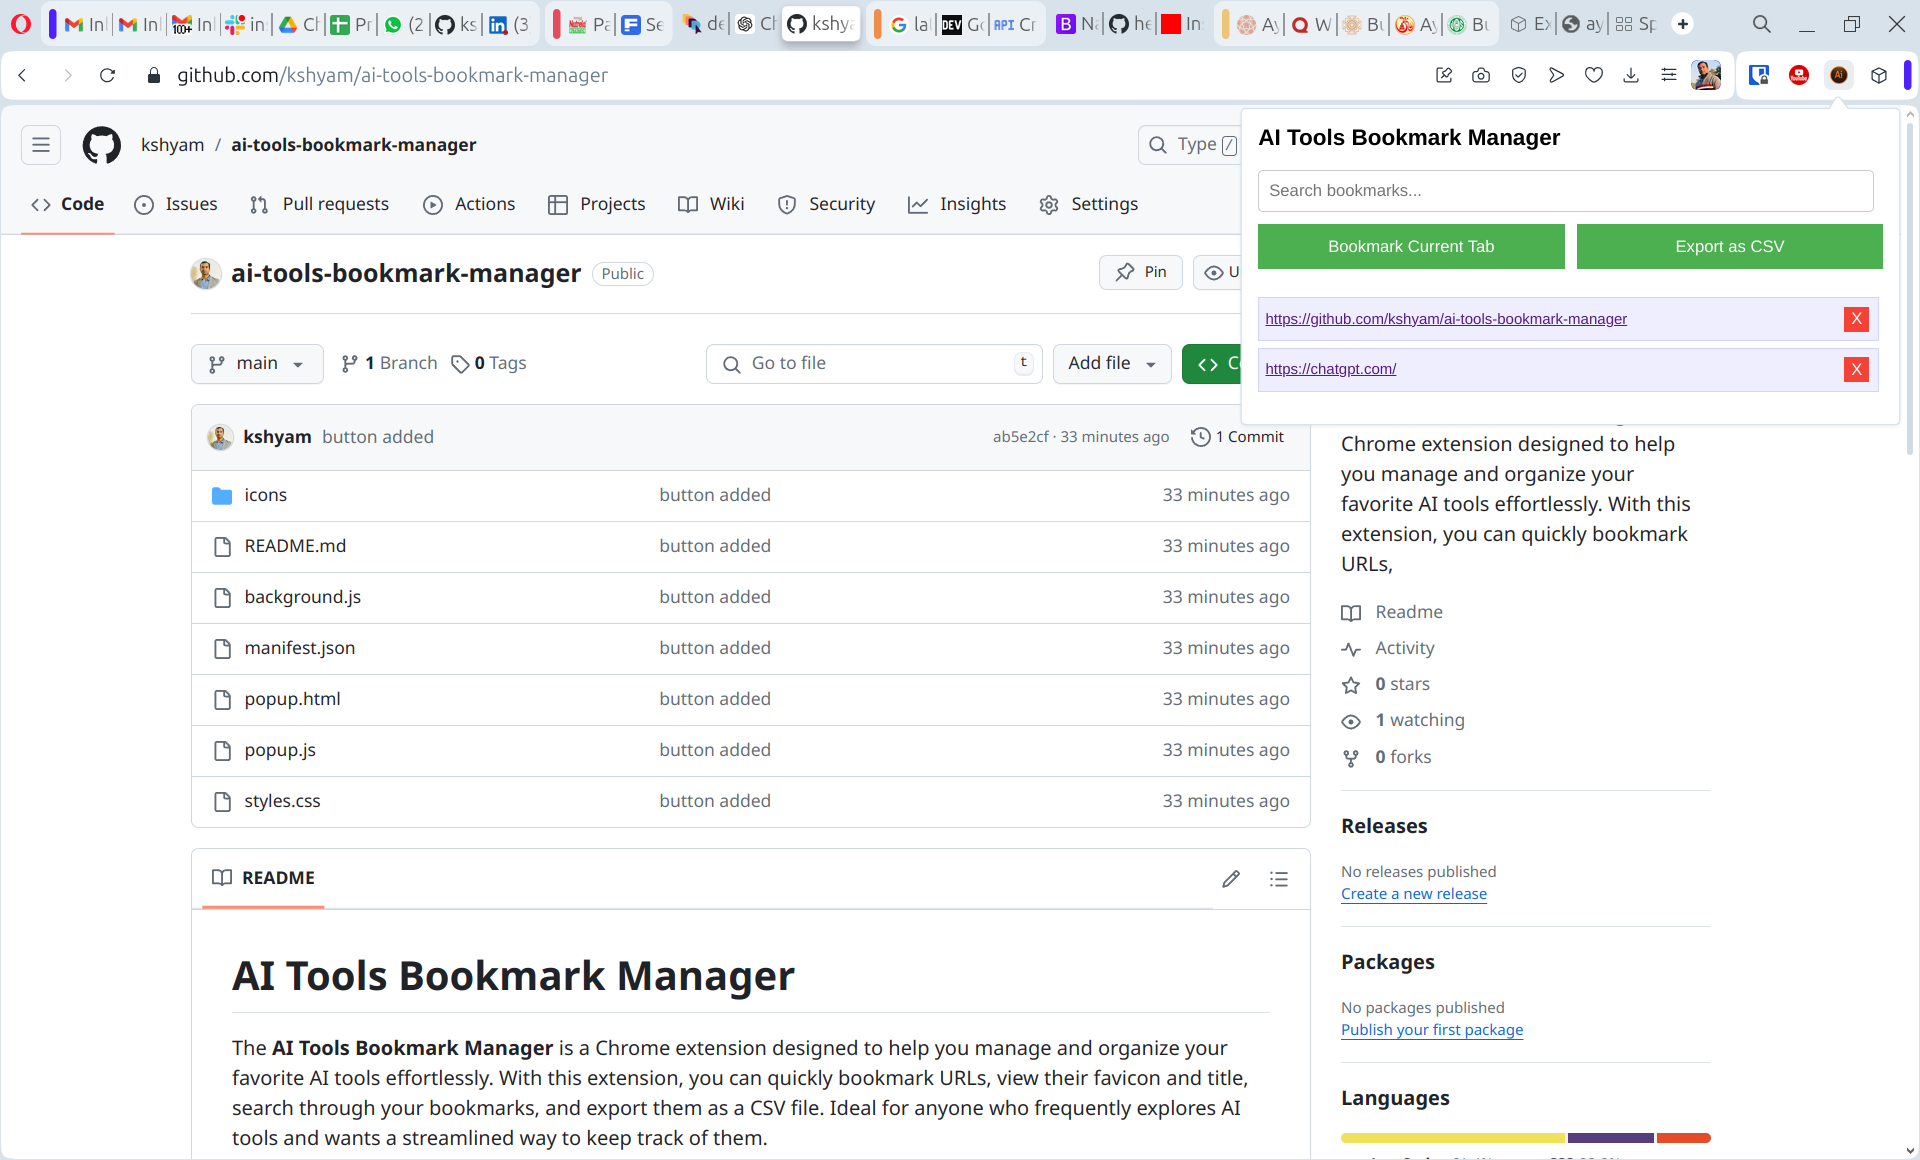 In
In
100+
In
in
Ch
Pr
(2
ks
(3
Pa
Se
de
Ch
kshya
la
DEV
Go
API
Cr
Na
he
In
Ay
W
Bu
Ay
Bu
Ex
ay
Sp
github.com/kshyam/ai-tools-bookmark-manager
Ai
kshyam / ai-tools-bookmark-manager
Type /
Code
Issues
Pull requests
Actions
Projects
Wiki
Security
Insights
Settings
AI Tools Bookmark Manager
Search bookmarks...
Bookmark Current Tab
Export as CSV
https://github.com/kshyam/ai-tools-bookmark-manager
X
https://chatgpt.com/
X
ai-tools-bookmark-manager Public
Pin
U
main
1 Branch
0 Tags
Go to file
t
Add file
kshyam button added
ab5e2cf · 33 minutes ago
1 Commit
icons button added 33 minutes ago
README.md button added 33 minutes ago
background.js button added 33 minutes ago
manifest.json button added 33 minutes ago
popup.html button added 33 minutes ago
popup.js button added 33 minutes ago
styles.css button added 33 minutes ago
README
AI Tools Bookmark Manager
The AI Tools Bookmark Manager is a Chrome extension designed to help you manage and organize your
favorite AI tools effortlessly. With this extension, you can quickly bookmark URLs, view their favicon and title,
search through your bookmarks, and export them as a CSV file. Ideal for anyone who frequently explores AI
tools and wants a streamlined way to keep track of them.
Chrome extension designed to help
you manage and organize your
favorite AI tools effortlessly. With this
extension, you can quickly bookmark
URLs,
Readme
Activity
0 stars
1 watching
0 forks
Releases
No releases published
Create a new release
Packages
No packages published
Publish your first package
Languages